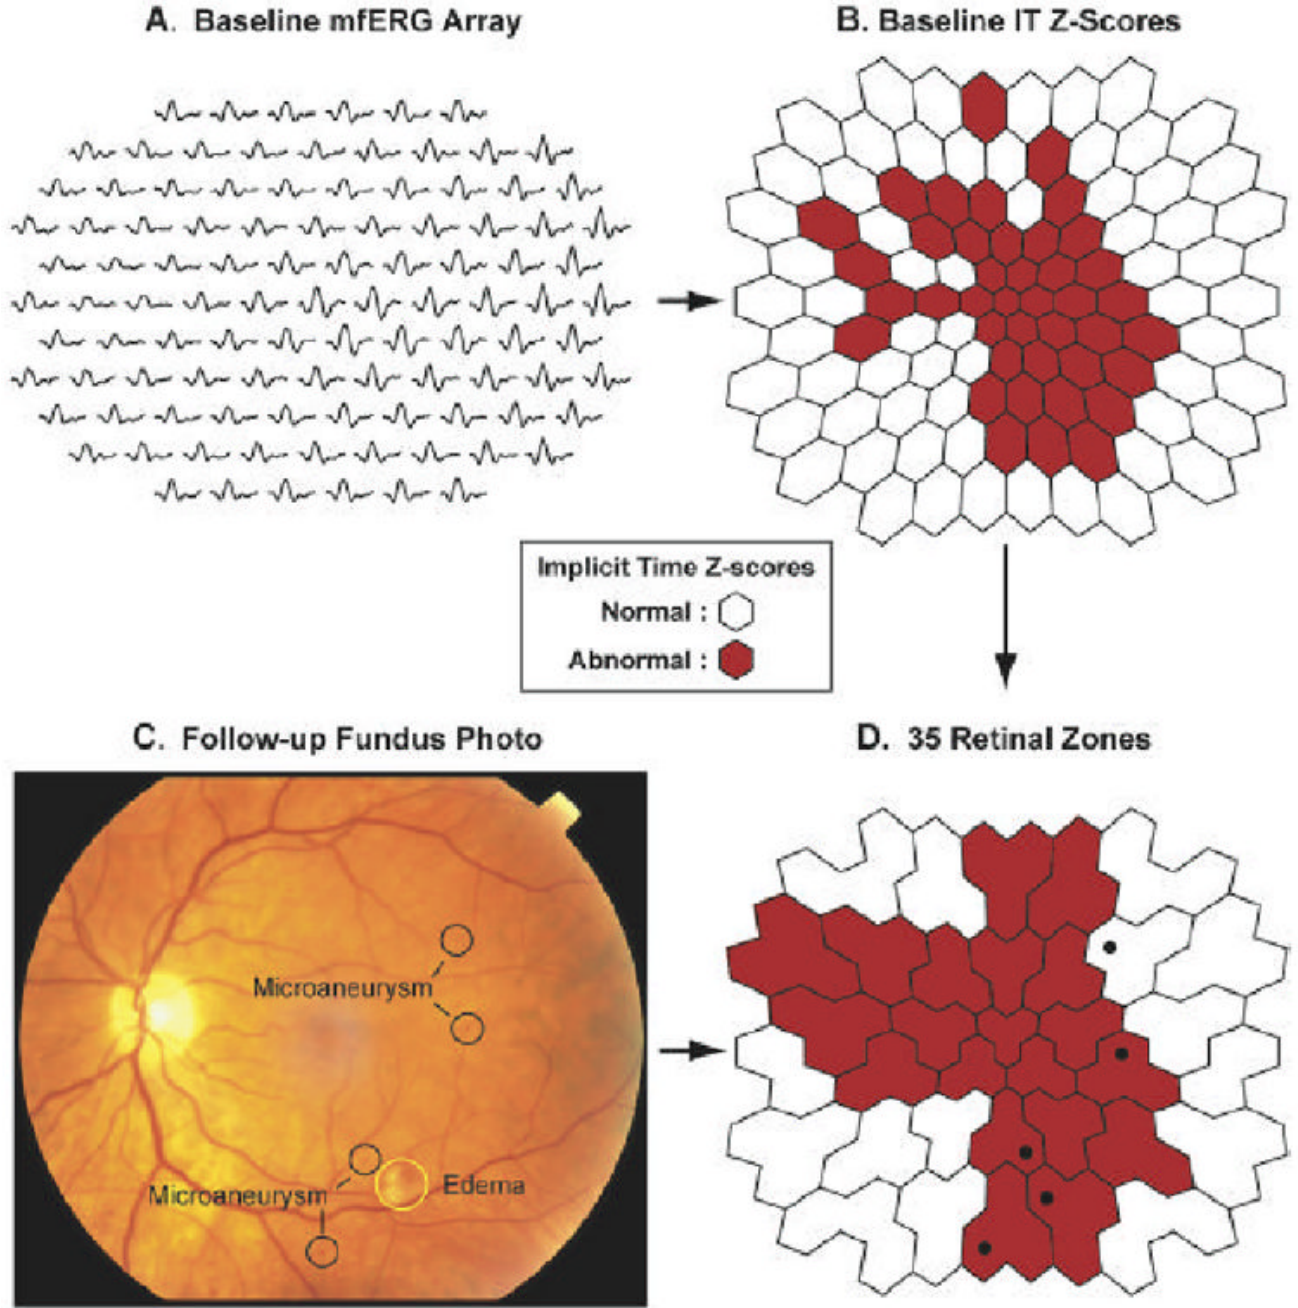 A. Baseline mfERG Array
B. Baseline IT Z-Scores
Implicit Time Z-scores
Normal :
Abnormal :
C. Follow-up Fundus Photo
D. 35 Retinal Zones
Microaneurysm
Microaneurysm
Edema